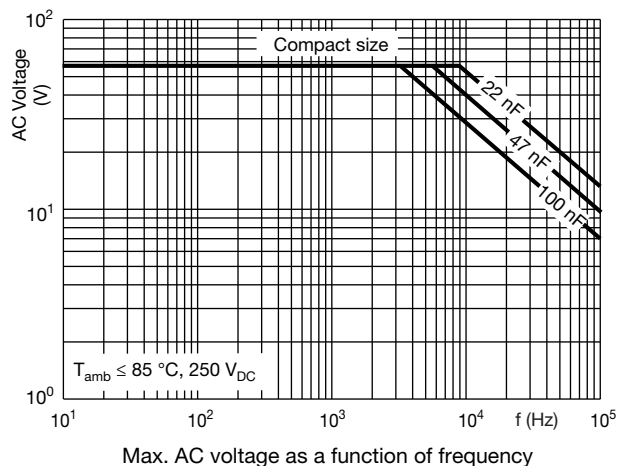 10²
Compact size
AC Voltage
(V)
22 nF
47 nF
100 nF
10¹
T_amb ≤ 85 °C, 250 V_DC
10⁰
10¹ 10² 10³ 10⁴ f (Hz) 10⁵
Max. AC voltage as a function of frequency